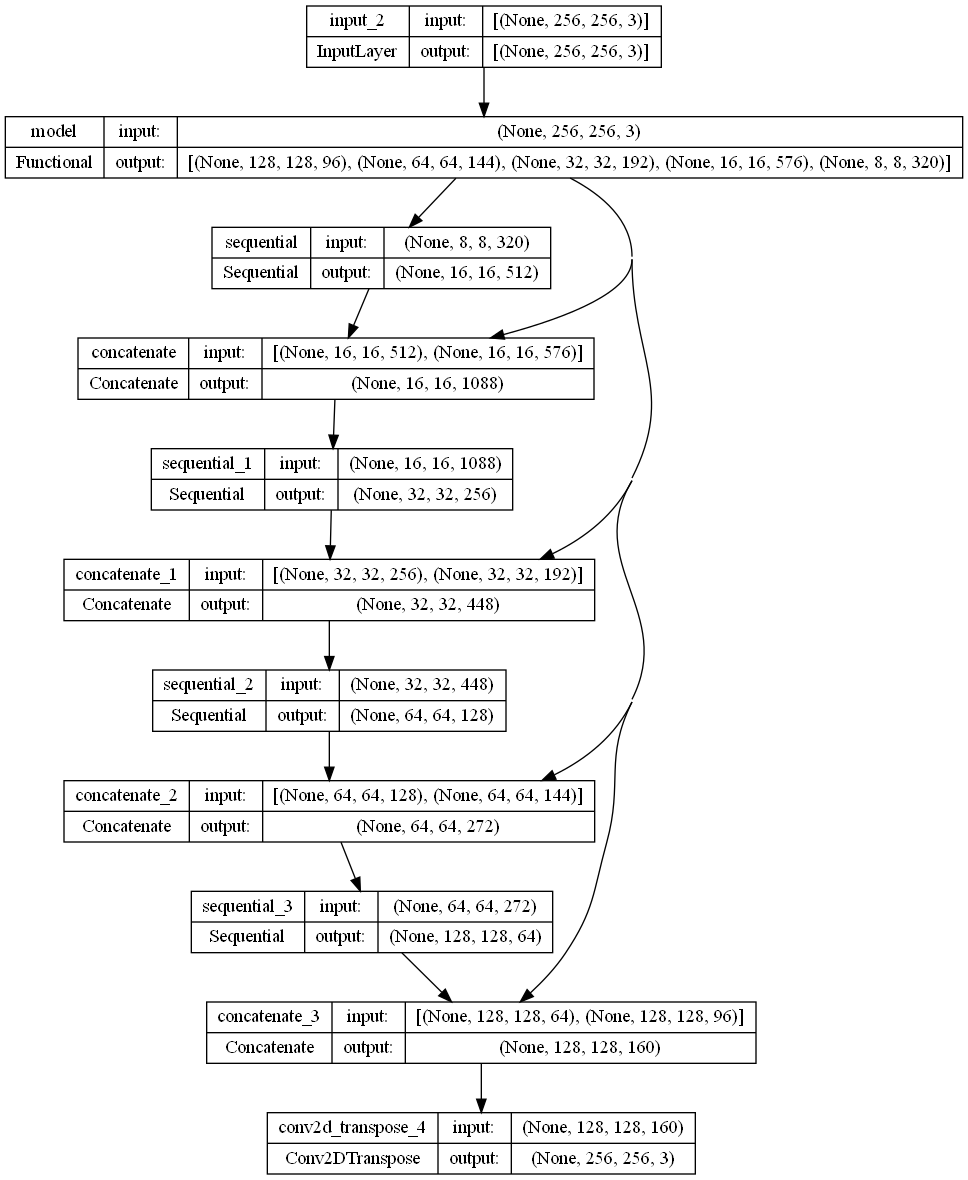 input_2 input: [(None, 256, 256, 3)]
InputLayer output: [(None, 256, 256, 3)]
model input: (None, 256, 256, 3)
Functional output: [(None, 128, 128, 96), (None, 64, 64, 144), (None, 32, 32, 192), (None, 16, 16, 576), (None, 8, 8, 320)]
sequential input: (None, 8, 8, 320)
Sequential output: (None, 16, 16, 512)
concatenate input: [(None, 16, 16, 512), (None, 16, 16, 576)]
Concatenate output: (None, 16, 16, 1088)
sequential_1 input: (None, 16, 16, 1088)
Sequential output: (None, 32, 32, 256)
concatenate_1 input: [(None, 32, 32, 256), (None, 32, 32, 192)]
Concatenate output: (None, 32, 32, 448)
sequential_2 input: (None, 32, 32, 448)
Sequential output: (None, 64, 64, 128)
concatenate_2 input: [(None, 64, 64, 128), (None, 64, 64, 144)]
Concatenate output: (None, 64, 64, 272)
sequential_3 input: (None, 64, 64, 272)
Sequential output: (None, 128, 128, 64)
concatenate_3 input: [(None, 128, 128, 64), (None, 128, 128, 96)]
Concatenate output: (None, 128, 128, 160)
conv2d_transpose_4 input: (None, 128, 128, 160)
Conv2DTranspose output: (None, 256, 256, 3)